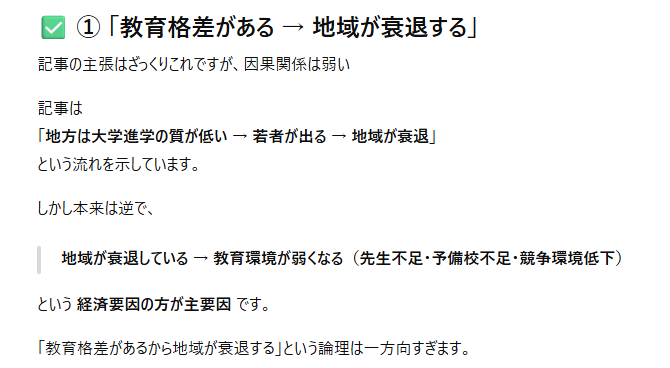 ✅ ①「教育格差がある → 地域が衰退する」
記事の主張はざっくりこれですが、因果関係は弱い
記事は
「地方は大学進学の質が低い → 若者が出る → 地域が衰退」
という流れを示しています。
しかし本来は逆で、
地域が衰退している → 教育環境が弱くなる（先生不足・予備校不足・競争環境低下）
という 経済要因の方が主要因 です。
「教育格差があるから地域が衰退する」という論理は一方向すぎます。